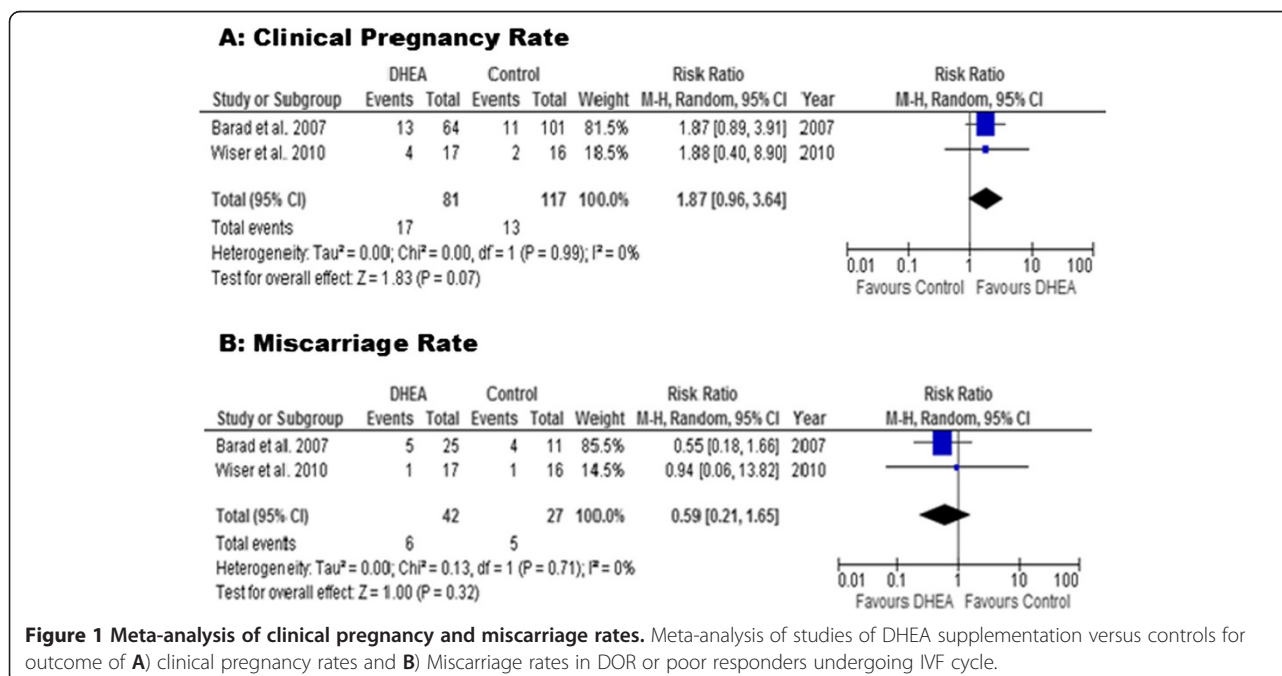 A: Clinical Pregnancy Rate
DHEA Control Risk Ratio Risk Ratio
Study or Subgroup Events Total Events Total Weight M-H, Random, 95% CI Year M-H, Random, 95% CI
Barad et al. 2007 13 64 11 101 81.5% 1.87 [0.89, 3.91] 2007
Wiser et al. 2010 4 17 2 16 18.5% 1.88 [0.40, 8.90] 2010
Total (95% CI) 81 117 100.0% 1.87 [0.96, 3.64]
Total events 17 13
Heterogeneity: Tau² = 0.00; Chi² = 0.00, df = 1 (P = 0.99); I² = 0%
Test for overall effect: Z = 1.83 (P = 0.07)
0.01 0.1 1 10 100
Favours Control Favours DHEA
B: Miscarriage Rate
DHEA Control Risk Ratio Risk Ratio
Study or Subgroup Events Total Events Total Weight M-H, Random, 95% CI Year M-H, Random, 95% CI
Barad et al. 2007 5 25 4 11 85.5% 0.55 [0.18, 1.66] 2007
Wiser et al. 2010 1 17 1 16 14.5% 0.94 [0.06, 13.82] 2010
Total (95% CI) 42 27 100.0% 0.59 [0.21, 1.65]
Total events 6 5
Heterogeneity: Tau² = 0.00; Chi² = 0.13, df = 1 (P = 0.71); I² = 0%
Test for overall effect: Z = 1.00 (P = 0.32)
0.01 0.1 1 10 100
Favours DHEA Favours Control
Figure 1 Meta-analysis of clinical pregnancy and miscarriage rates. Meta-analysis of studies of DHEA supplementation versus controls for
outcome of A) clinical pregnancy rates and B) Miscarriage rates in DOR or poor responders undergoing IVF cycle.